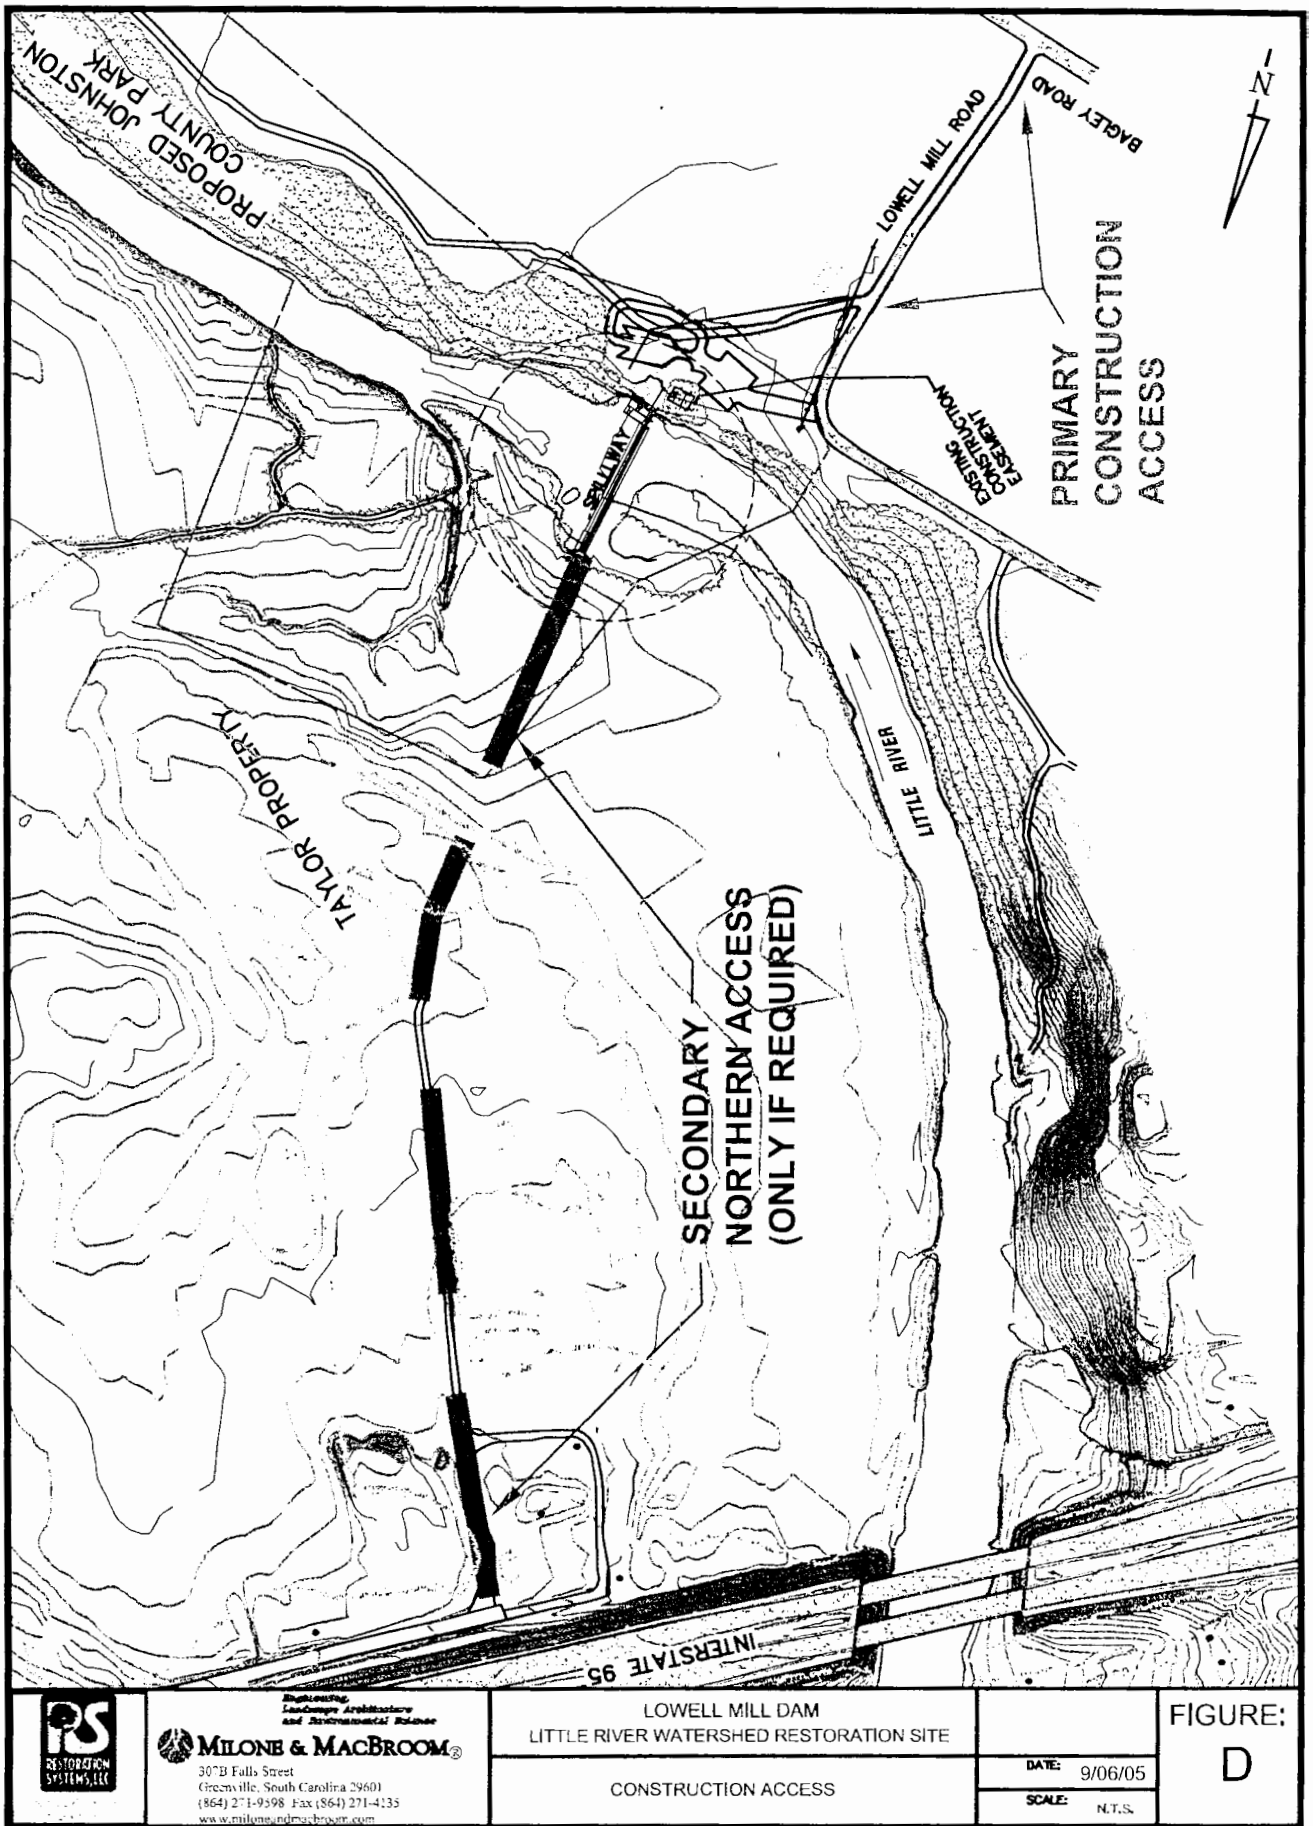 PROPOSED JOHNSTON
COUNTY PARK
LOWELL MILL ROAD
BAGLEY ROAD
N
PRIMARY
CONSTRUCTION
ACCESS
EXISTING
CONSTRUCTION
EASEMENT
SPILLWAY
LITTLE RIVER
TAYLOR PROPERTY
SECONDARY
NORTHERN ACCESS
(ONLY IF REQUIRED)
INTERSTATE 95
RS
RESTORATION
SYSTEMS, LLC
Engineering,
Landscape Architecture
and Environmental Science
MILONE & MACBROOM®
307B Falls Street
Greenville, South Carolina 29601
(864) 271-9598 Fax (864) 271-4135
www.miloneandmacbroom.com
LOWELL MILL DAM
LITTLE RIVER WATERSHED RESTORATION SITE
CONSTRUCTION ACCESS
DATE: 9/06/05
SCALE: N.T.S.
FIGURE:
D